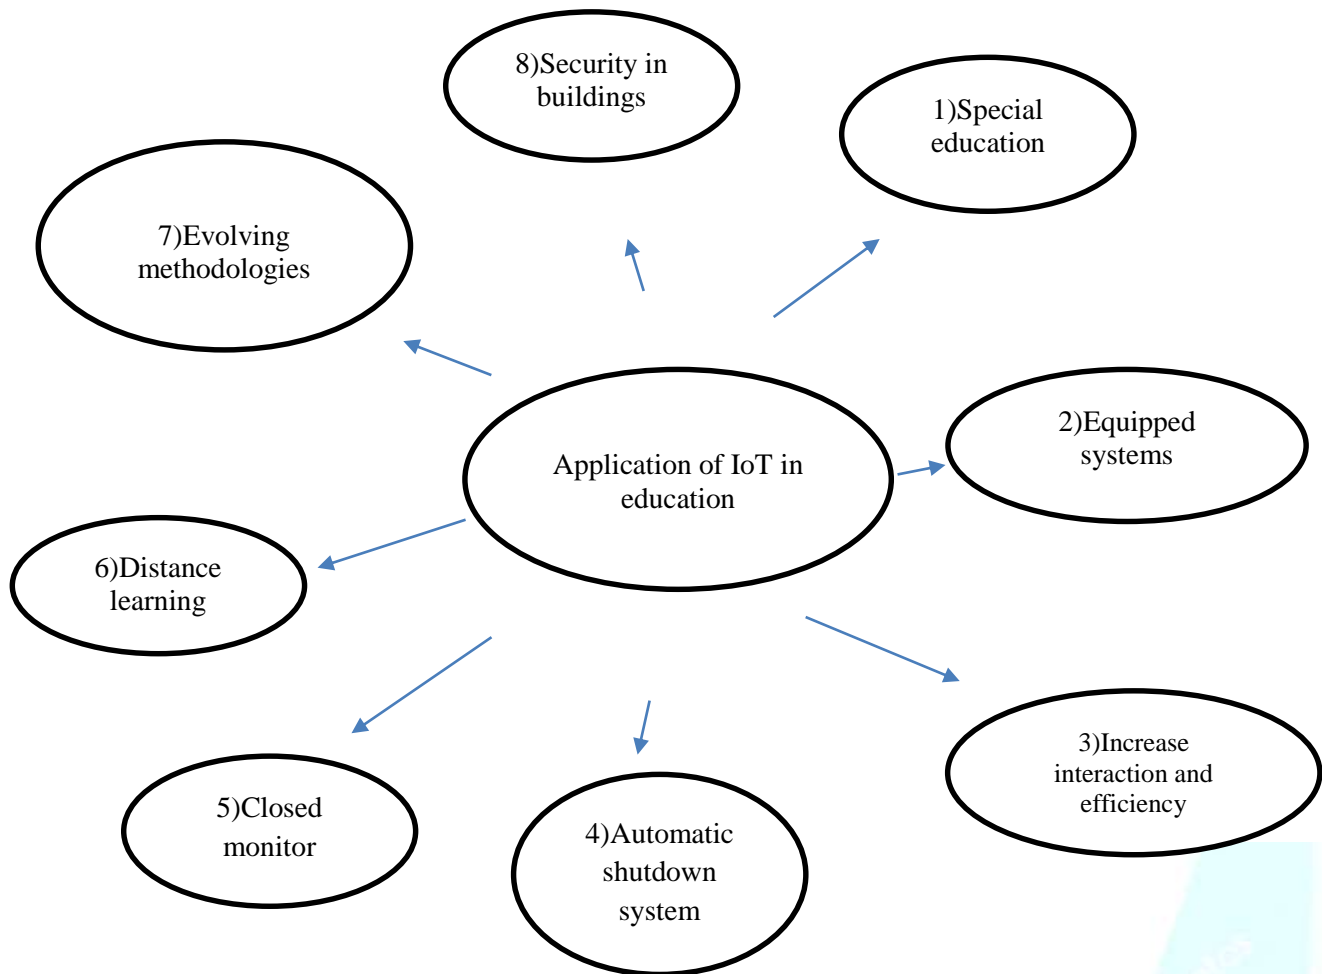 8)Security in
buildings
1)Special
education
7)Evolving
methodologies
2)Equipped
systems
Application of IoT in
education
6)Distance
learning
3)Increase
interaction and
efficiency
5)Closed
monitor
4)Automatic
shutdown
system